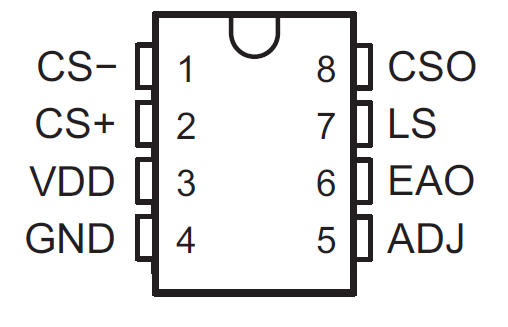 CS− 1 8 CSO
CS+ 2 7 LS
VDD 3 6 EAO
GND 4 5 ADJ